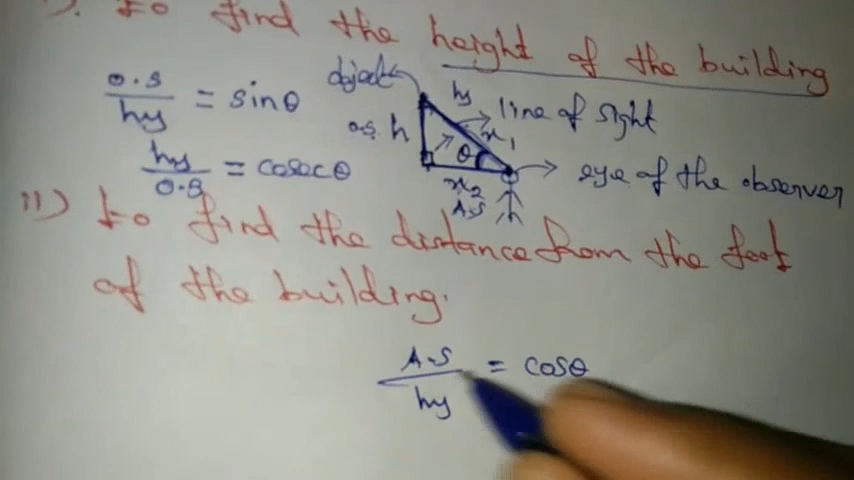 ). To find the height of the building
object
o.s / hy = sinθ
hy
line of sight
o.s. h
x1
θ
hy / o.s = cosecθ
eye of the observer
x2
A.S
ii) to find the distance from the foot
of the building.
A.S / hy = cosθ